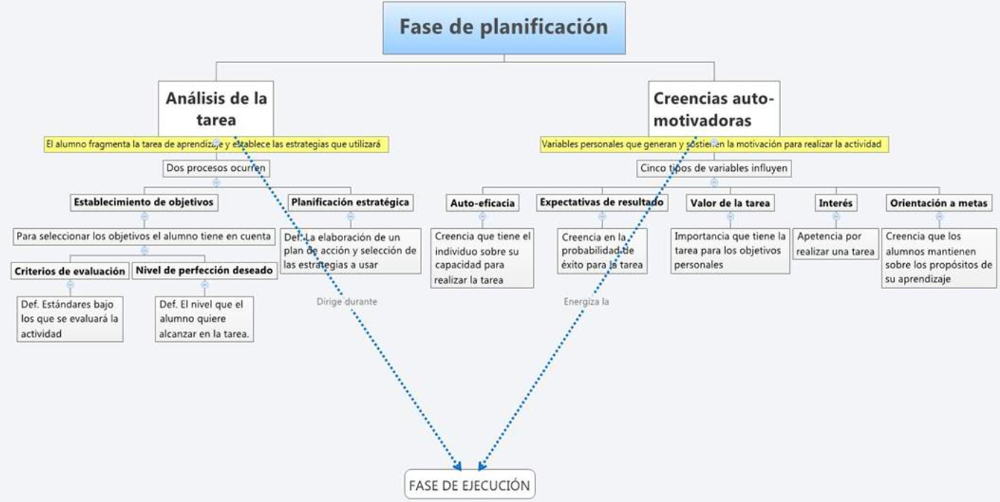 Fase de planificación
Análisis de la
tarea
El alumno fragmenta la tarea de aprendizaje y establece las estrategias que utilizará
Dos procesos ocurren
Establecimiento de objetivos
Planificación estratégica
Para seleccionar los objetivos el alumno tiene en cuenta
Def. La elaboración de un
plan de acción y selección de
las estrategias a usar
Criterios de evaluación
Nivel de perfección deseado
Def. Estándares bajo
los que se evaluará la
actividad
Def. El nivel que el
alumno quiere
alcanzar en la tarea.
Creencias auto-
motivadoras
Variables personales que generan y sostienen la motivación para realizar la actividad
Cinco tipos de variables influyen
Auto-eficacia
Creencia que tiene el
individuo sobre su
capacidad para
realizar la tarea
Expectativas de resultado
Creencia en la
probabilidad de
éxito para la tarea
Valor de la tarea
Importancia que tiene la
tarea para los objetivos
personales
Interés
Apetencia por
realizar una tarea
Orientación a metas
Creencia que los
alumnos mantienen
sobre los propósitos de
su aprendizaje
Dirige durante
Energiza la
FASE DE EJECUCIÓN